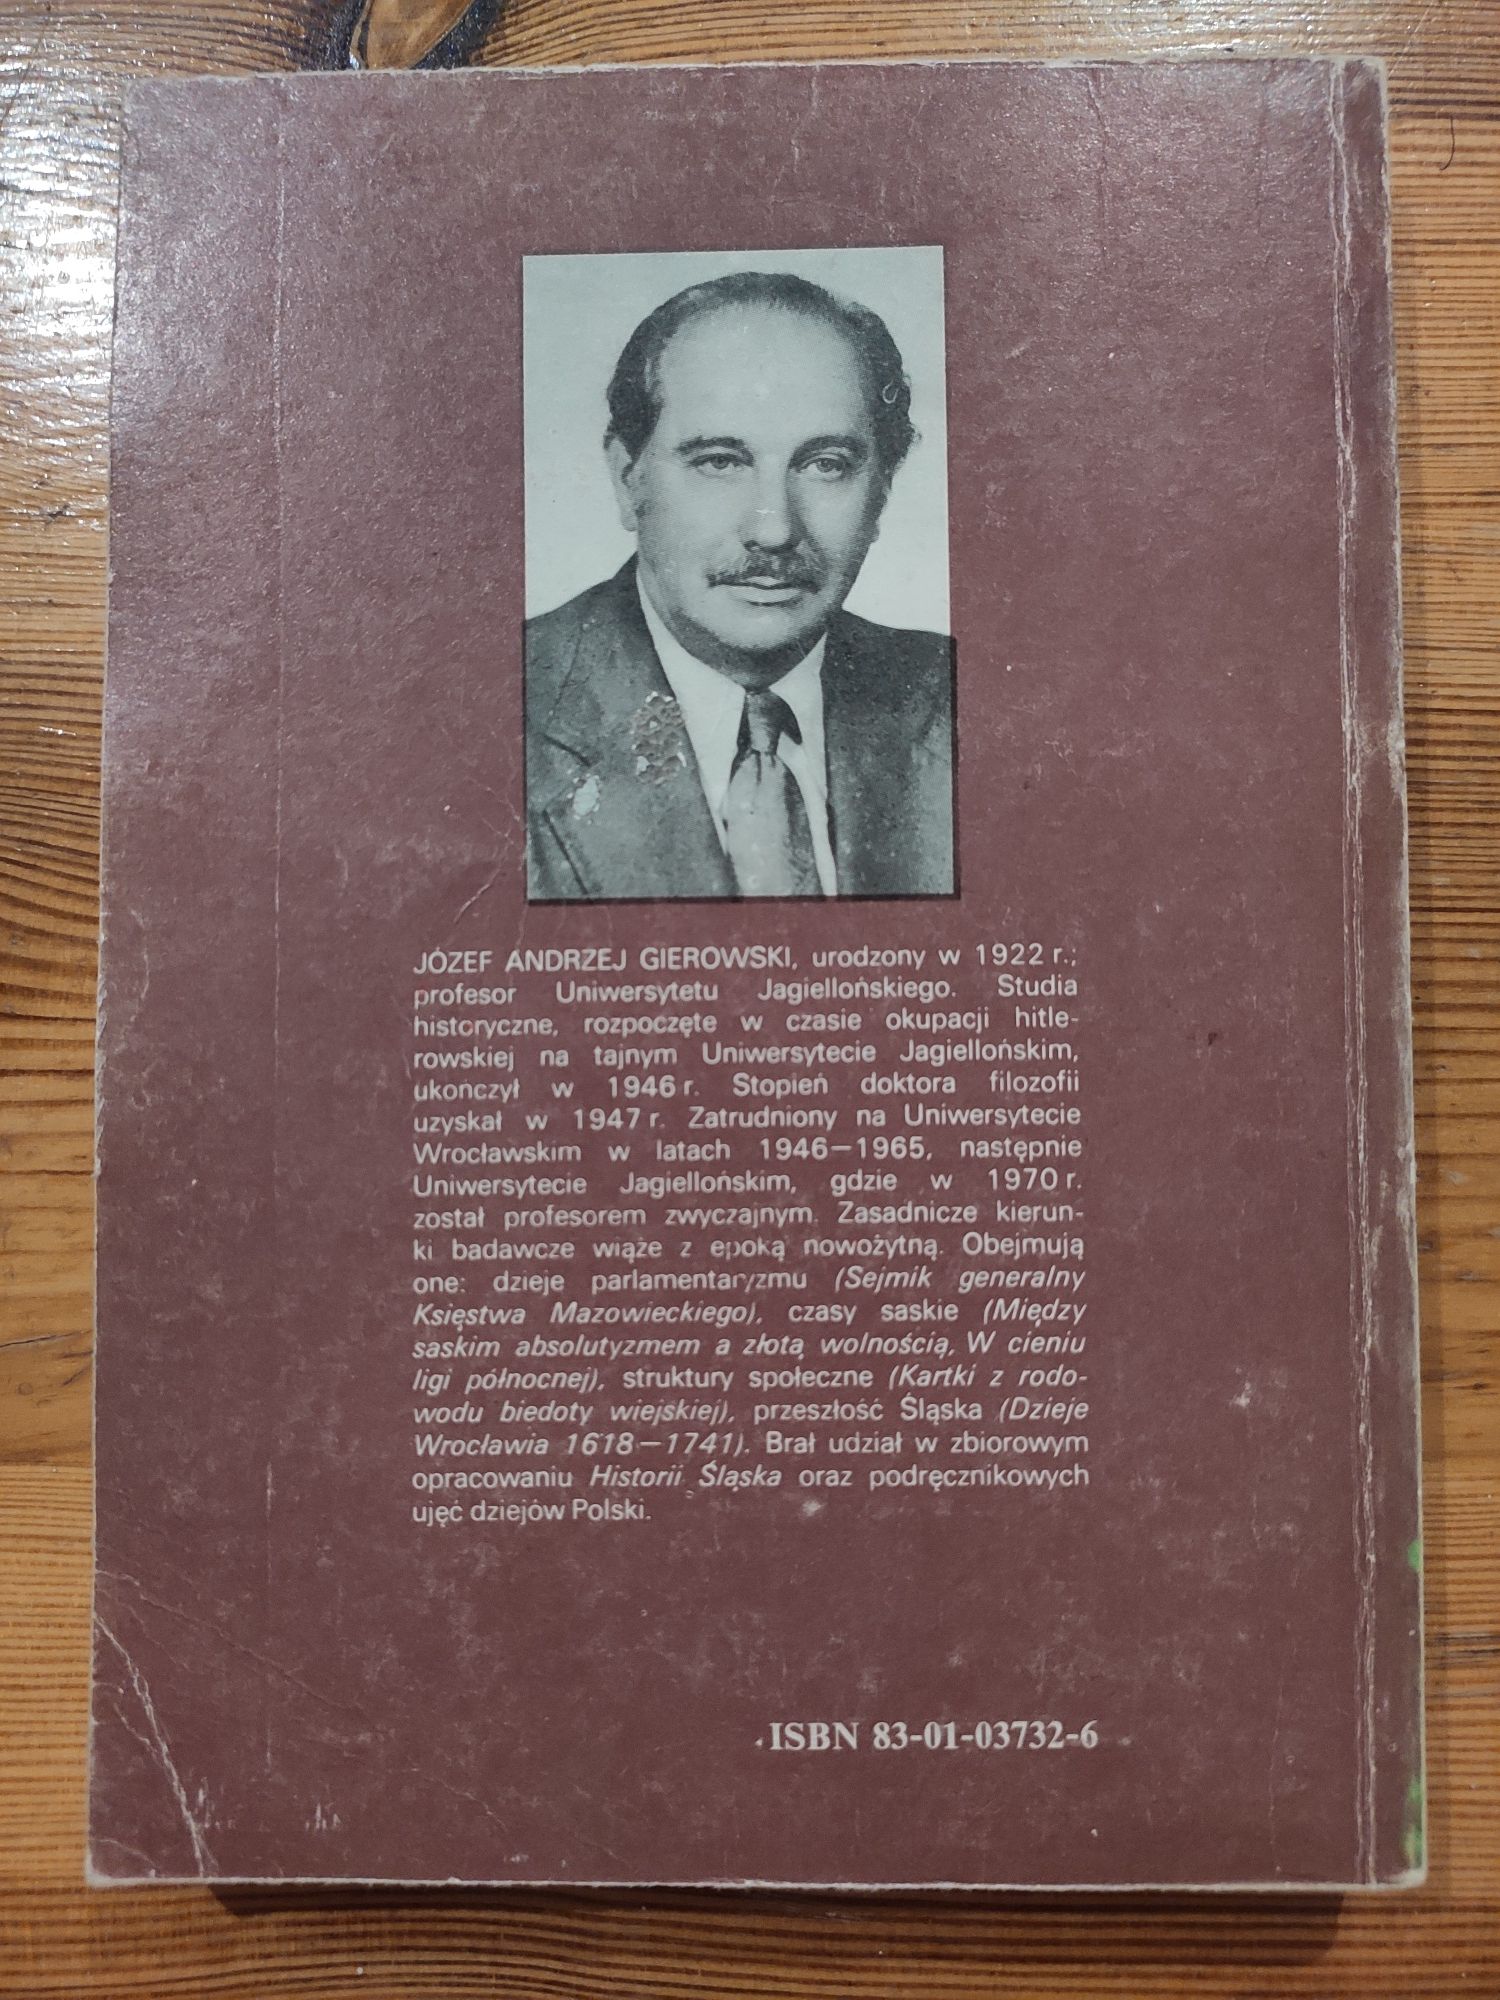 JÓZEF ANDRZEJ GIEROWSKI, urodzony w 1922 r.;
profesor Uniwersytetu Jagiellońskiego. Studia
historyczne, rozpoczęte w czasie okupacji hitle-
rowskiej na tajnym Uniwersytecie Jagiellońskim,
ukończył w 1946 r. Stopień doktora filozofii
uzyskał w 1947 r. Zatrudniony na Uniwersytecie
Wrocławskim w latach 1946–1965, następnie
Uniwersytecie Jagiellońskim, gdzie w 1970 r.
został profesorem zwyczajnym. Zasadnicze kierun-
ki badawcze wiąże z epoką nowożytną. Obejmują
one: dzieje parlamentaryzmu (Sejmik generalny
Księstwa Mazowieckiego), czasy saskie (Między
saskim absolutyzmem a złotą wolnością, W cieniu
ligi północnej), struktury społeczne (Kartki z rodo-
wodu biedoty wiejskiej), przeszłość Śląska (Dzieje
Wrocławia 1618–1741). Brał udział w zbiorowym
opracowaniu Historii Śląska oraz podręcznikowych
ujęć dziejów Polski.
ISBN 83-01-03732-6